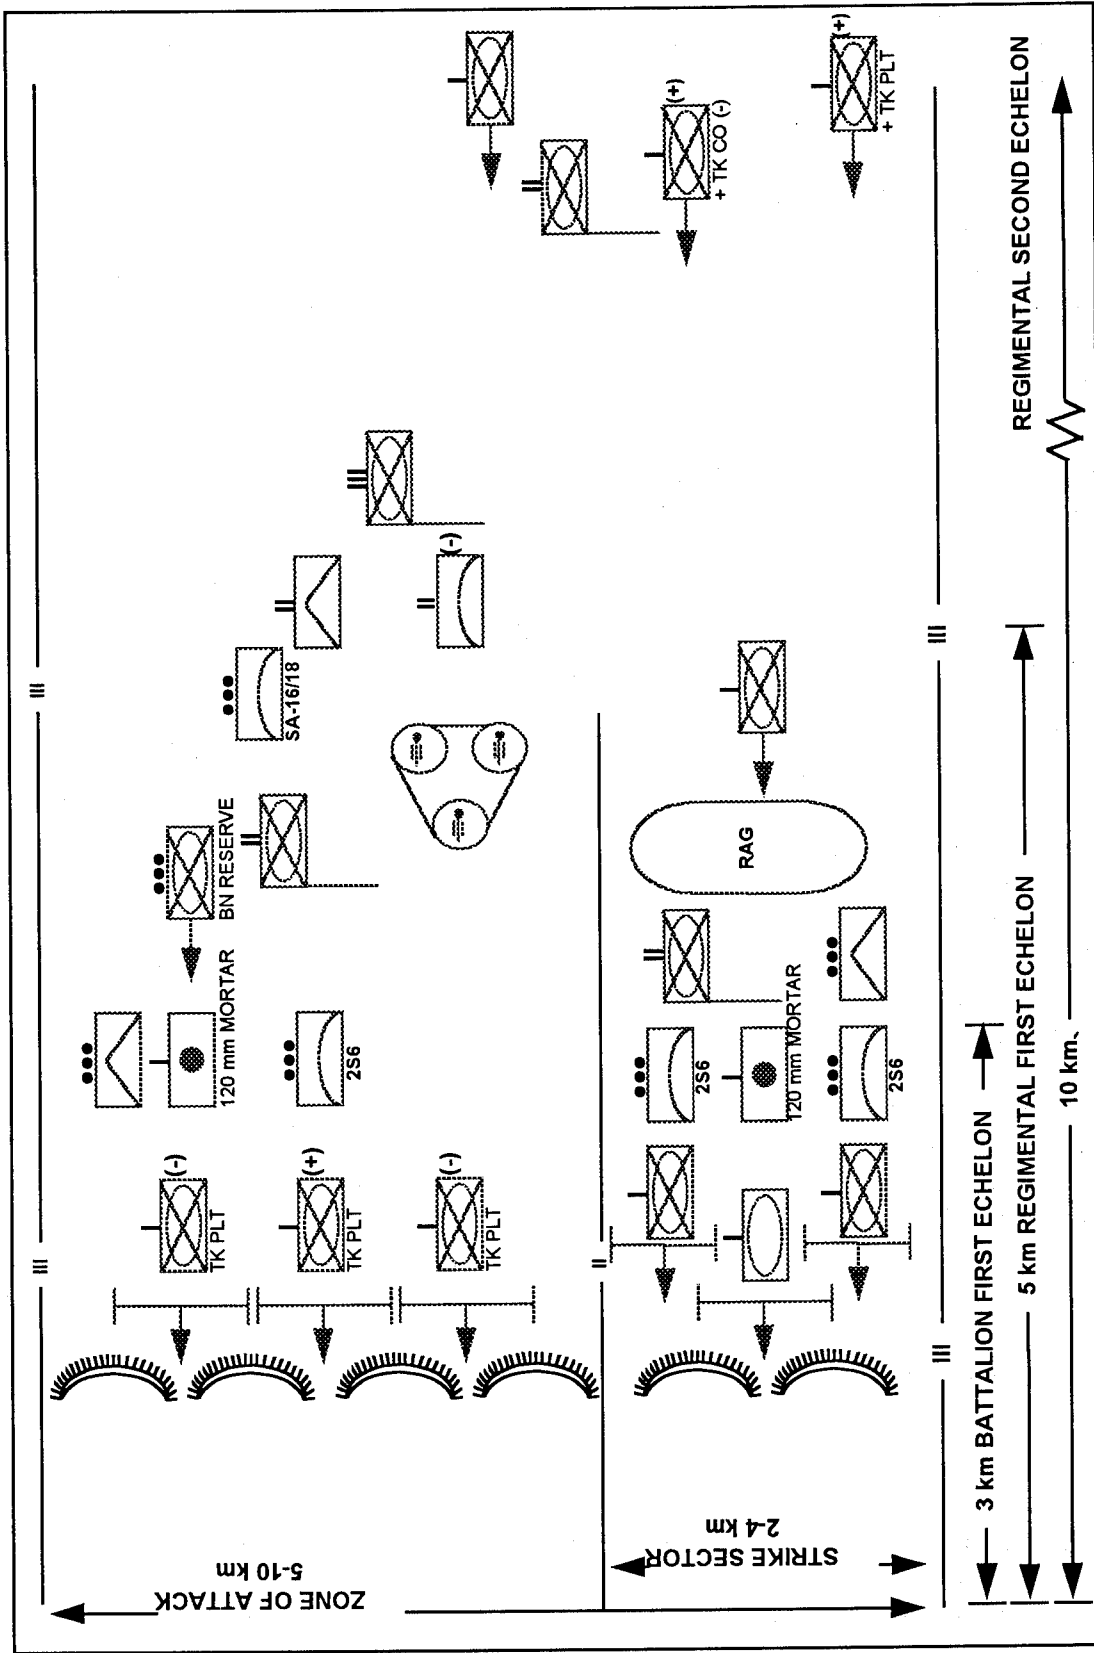 ZONE OF ATTACK
5-10 km
STRIKE SECTOR
2-4 km
TK PLT
(-)
TK PLT
(+)
TK PLT
(-)
120 mm MORTAR
2S6
BN RESERVE
SA-16/18
(-)
2S6
120 mm MORTAR
2S6
RAG
+ TK CO (-)
(+)
+ TK PLT
(+)
3 km BATTALION FIRST ECHELON
5 km REGIMENTAL FIRST ECHELON
REGIMENTAL SECOND ECHELON
10 km.